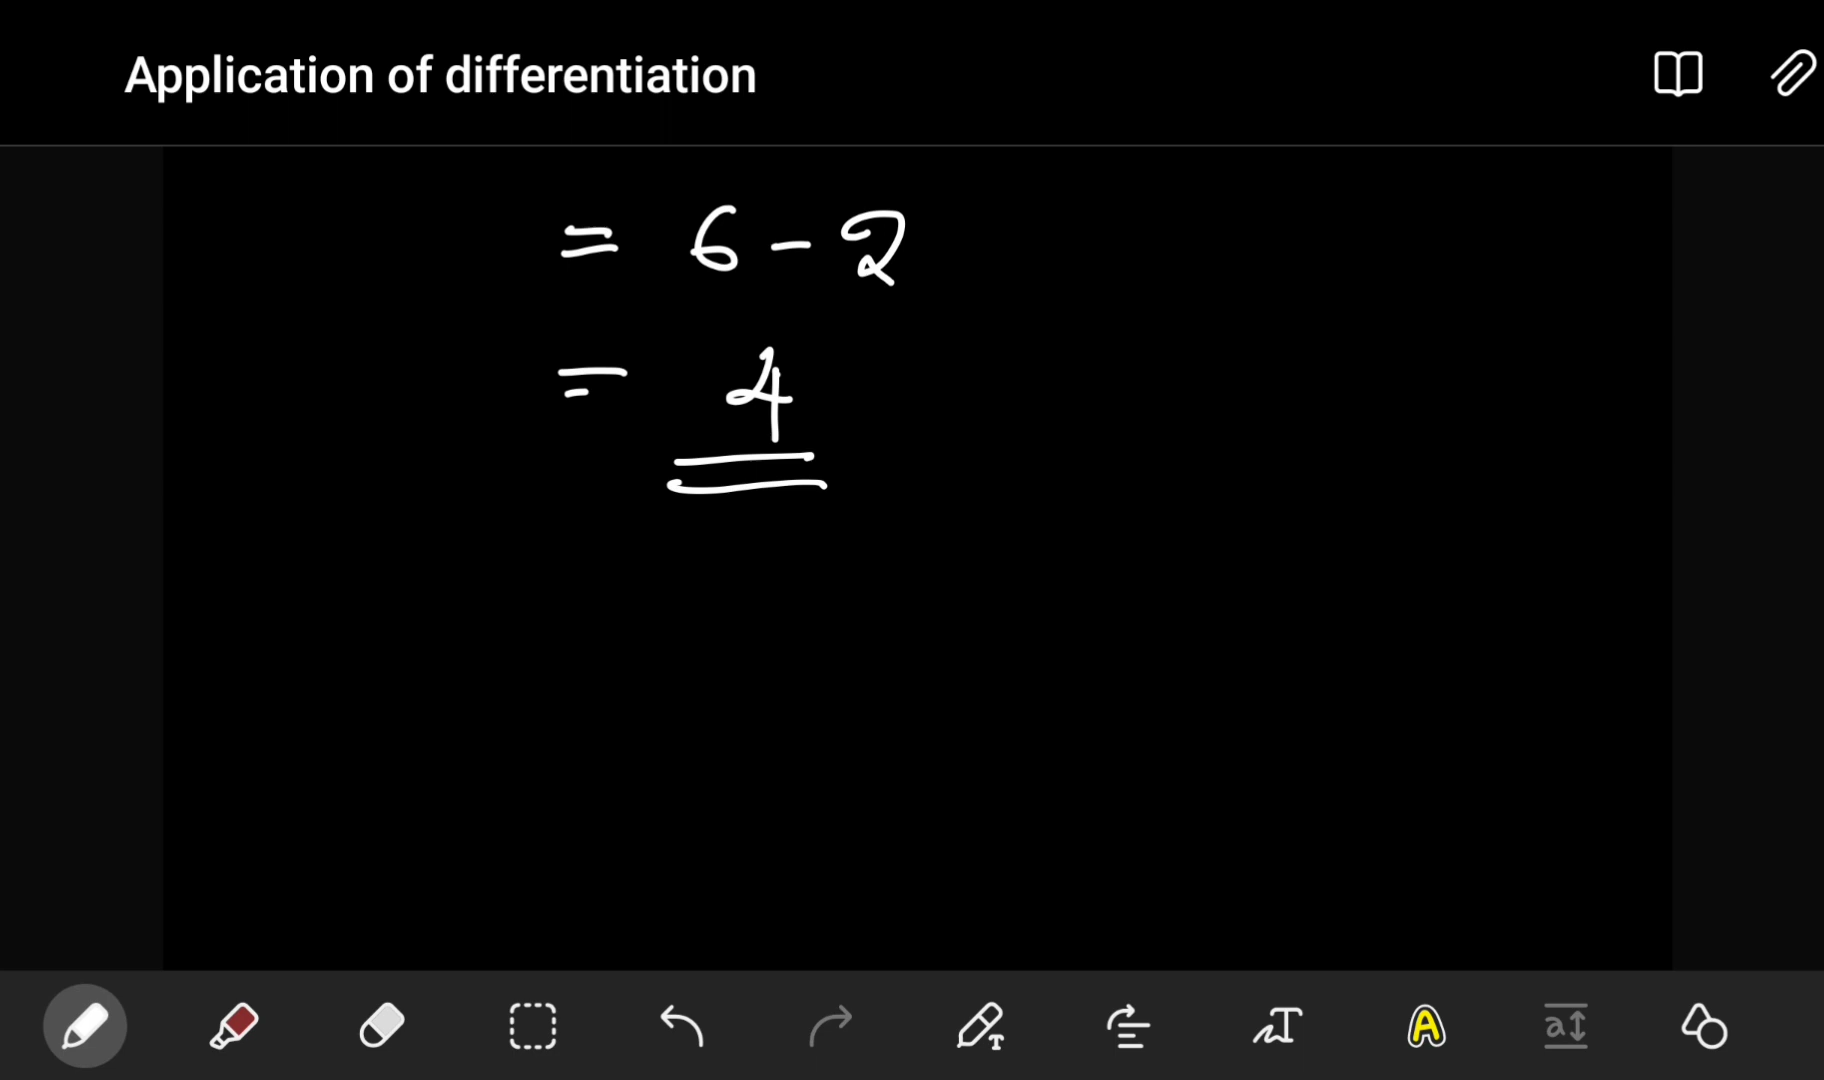 Application of differentiation
= 6 - 2
= 4